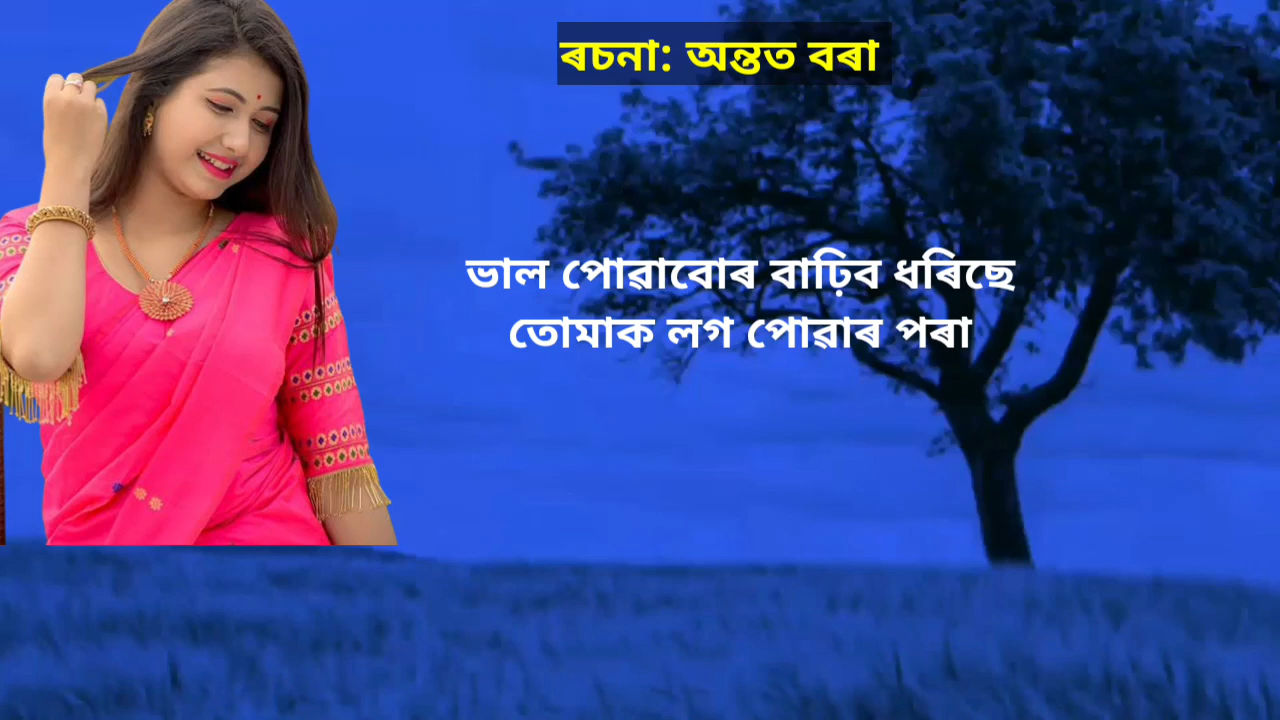 ৰচনা: অন্তত বৰা
ভাল পোৱাবোৰ বাঢ়িব ধৰিছে
তোমাক লগ পোৱাৰ পৰা